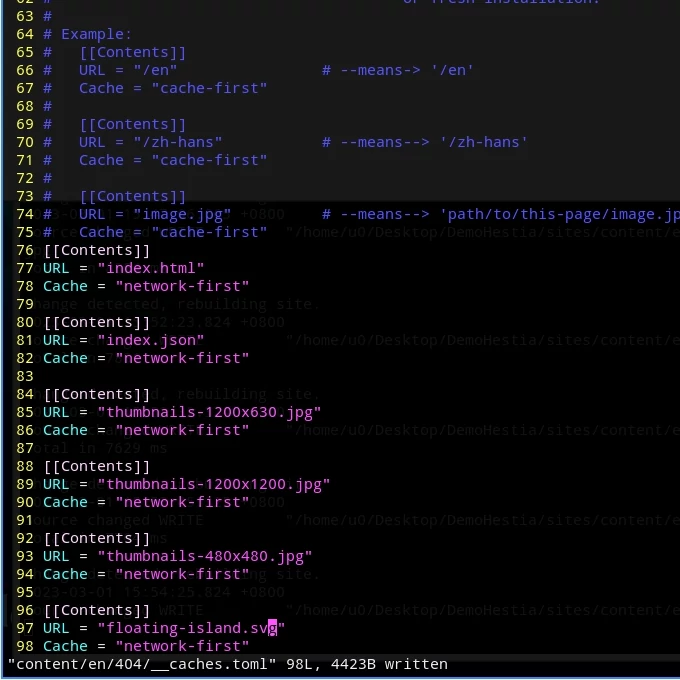 62 # or fresh installation.
63 #
64 # Example:
65 #   [[Contents]]
66 #   URL = "/en"                # --means-> '/en'
67 #   Cache = "cache-first"
68 #
69 #   [[Contents]]
70 #   URL = "/zh-hans"           # --means--> '/zh-hans'
71 #   Cache = "cache-first"
72 #
73 #   [[Contents]]
74 #   URL = "image.jpg"          # --means--> 'path/to/this-page/image.jp
75 #   Cache = "cache-first"
76 [[Contents]]
77 URL = "index.html"
78 Cache = "network-first"
79
80 [[Contents]]
81 URL = "index.json"
82 Cache = "network-first"
83
84 [[Contents]]
85 URL = "thumbnails-1200x630.jpg"
86 Cache = "network-first"
87
88 [[Contents]]
89 URL = "thumbnails-1200x1200.jpg"
90 Cache = "network-first"
91
92 [[Contents]]
93 URL = "thumbnails-480x480.jpg"
94 Cache = "network-first"
95
96 [[Contents]]
97 URL = "floating-island.svg"
98 Cache = "network-first"
"content/en/404/__caches.toml" 98L, 4423B written